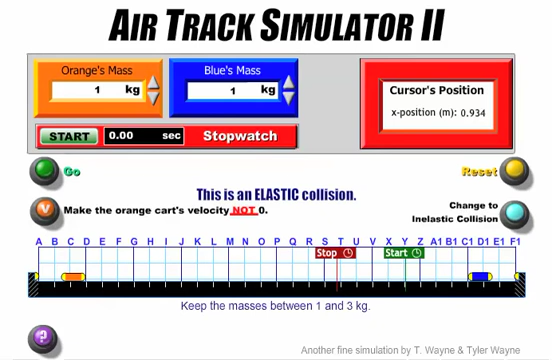 AIR TRACK SIMULATOR II
Orange's Mass
1 kg
Blue's Mass
1 kg
Cursor's Position
x-position (m): 0.934
START 0.00 sec Stopwatch
Go
Reset
This is an ELASTIC collision.
V
Make the orange cart's velocity NOT 0.
Change to
Inelastic Collision
A B C D E F G H I J K L M N O P Q R S T U V X Y Z A1 B1 C1 D1 E1 F1
Stop
Start
Keep the masses between 1 and 3 kg.
?
Another fine simulation by T. Wayne & Tyler Wayne